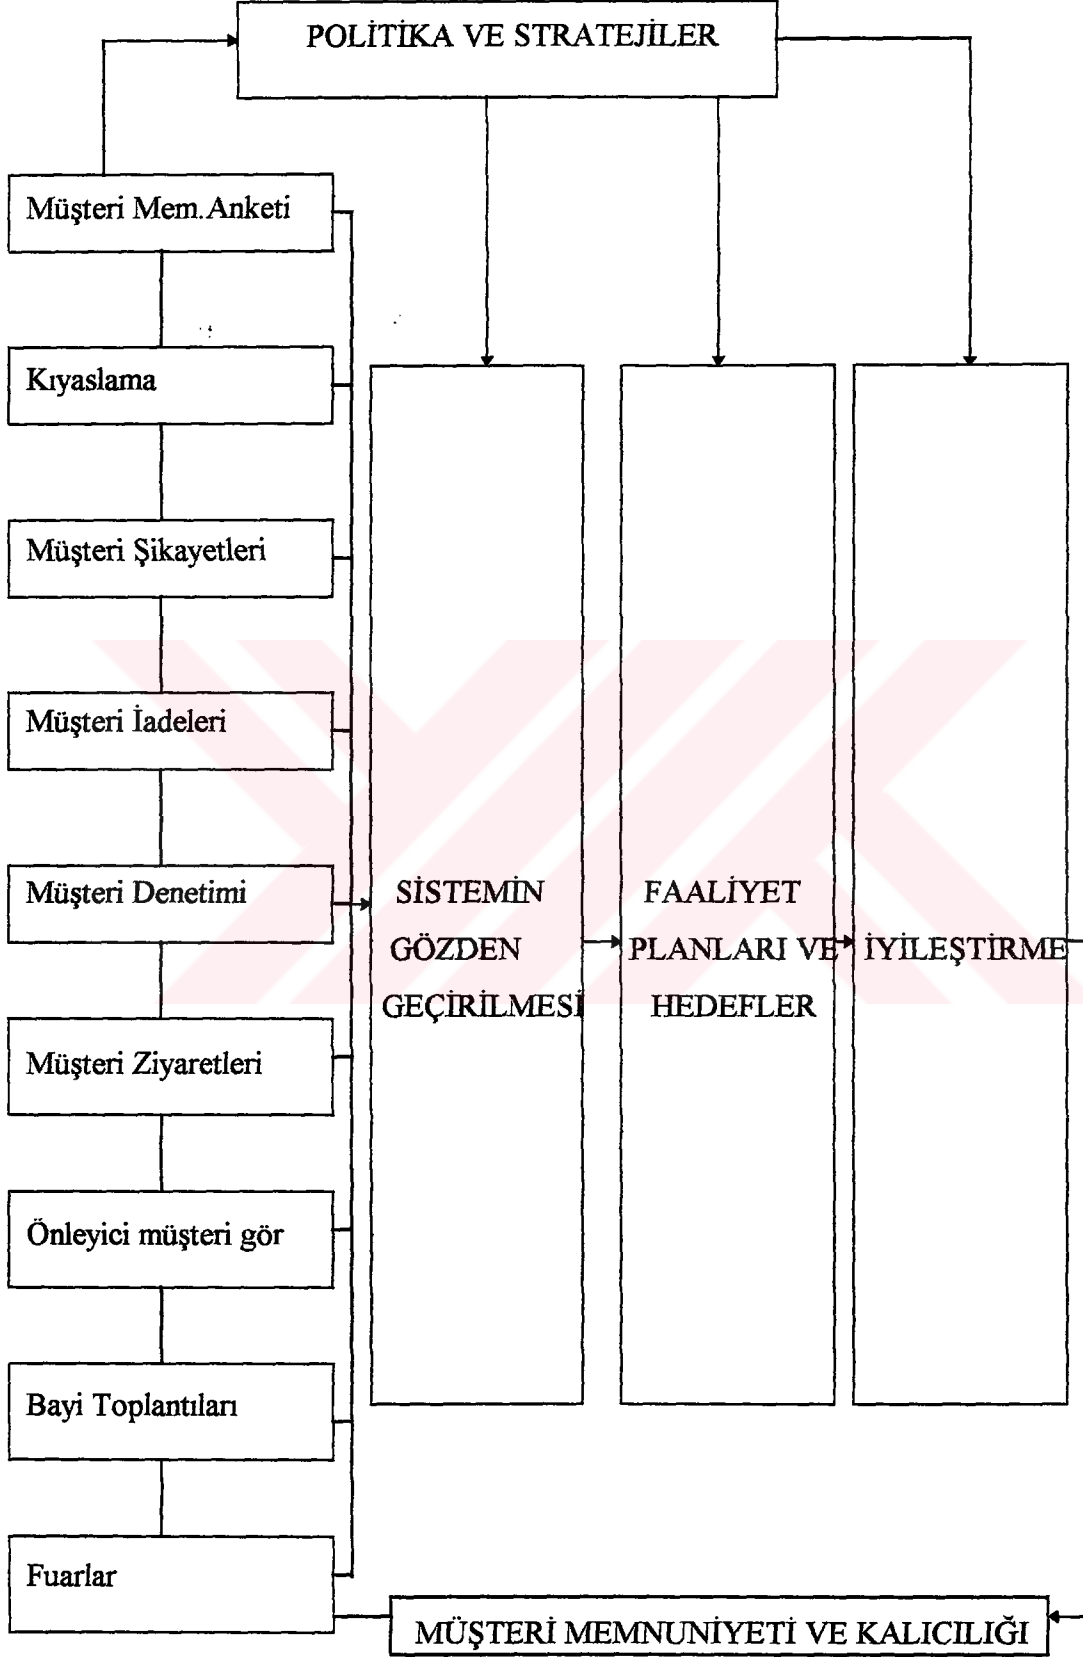 POLİTİKA VE STRATEJİLER
Müşteri Mem.Anketi
Kıyaslama
Müşteri Şikayetleri
Müşteri İadeleri
Müşteri Denetimi
Müşteri Ziyaretleri
Önleyici müşteri gör
Bayi Toplantıları
Fuarlar
SİSTEMİN
GÖZDEN
GEÇİRİLMESİ
FAALİYET
PLANLARI VE
HEDEFLER
İYİLEŞTİRME
MÜŞTERİ MEMNUNİYETİ VE KALICILIĞI